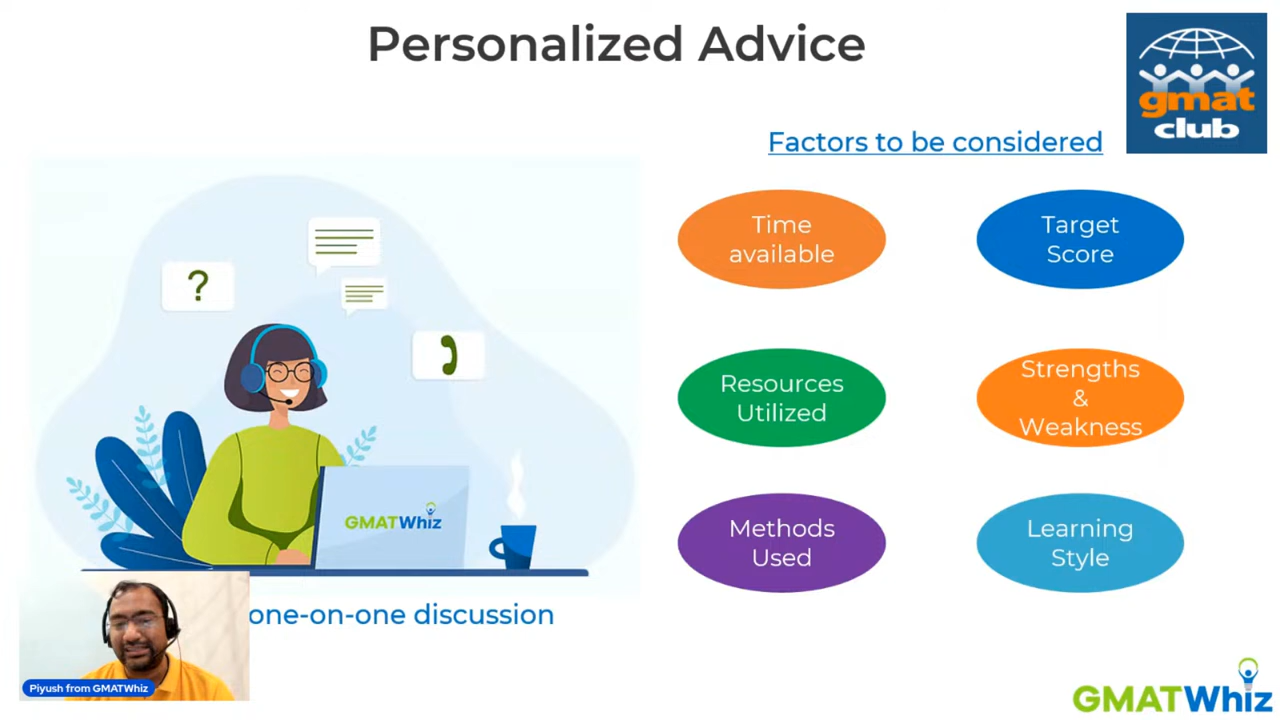 Personalized Advice
gmat
club
Factors to be considered
Time
available
Target
Score
?
Resources
Utilized
Strengths
&
Weakness
GMATWhiz
Methods
Used
Learning
Style
one-on-one discussion
Piyush from GMATWhiz
GMATWhiz